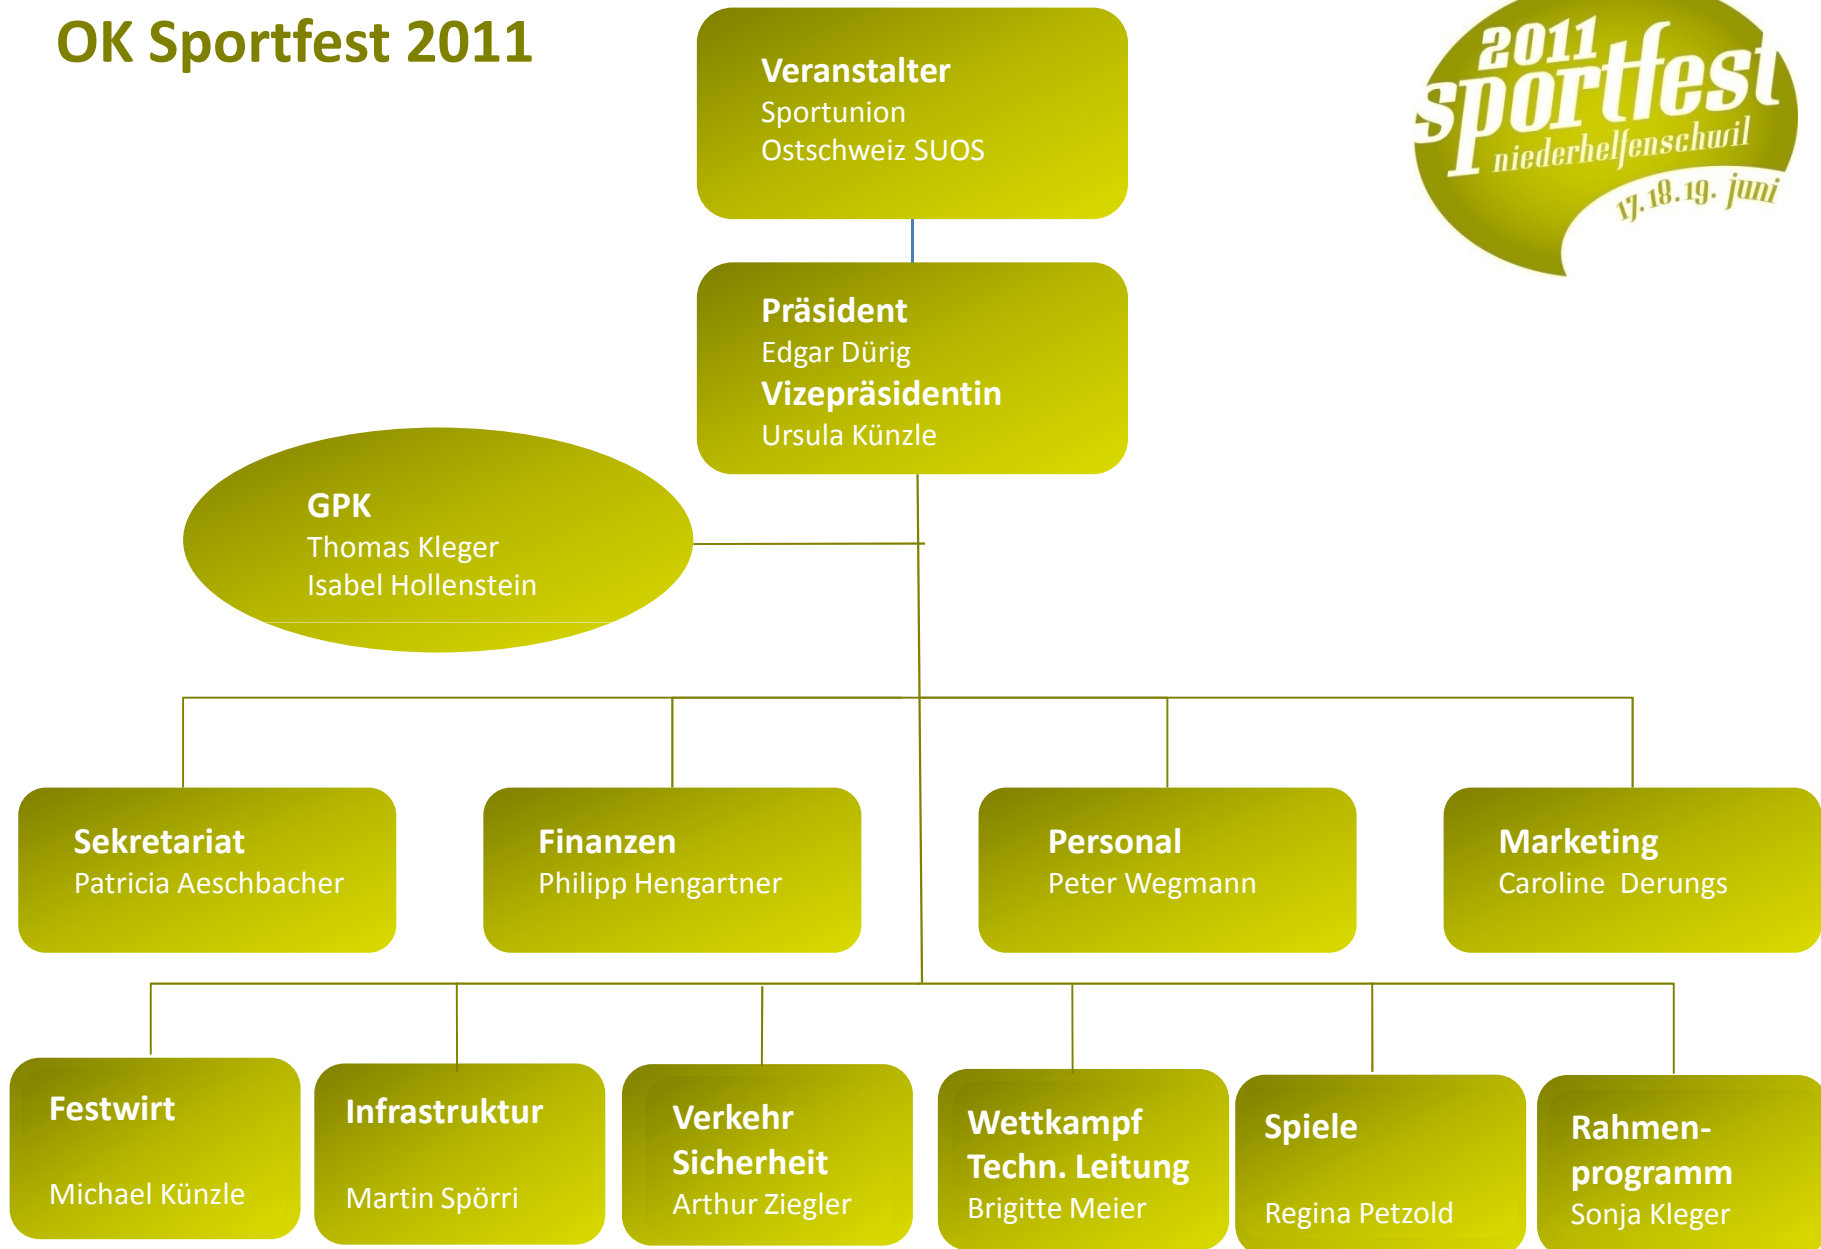 OK Sportfest 2011
2011
sportfest
niederhelfenschwil
17.18.19. juni
Veranstalter
Sportunion
Ostschweiz SUOS
Präsident
Edgar Dürig
Vizepräsidentin
Ursula Künzle
GPK
Thomas Kleger
Isabel Hollenstein
Sekretariat
Patricia Aeschbacher
Finanzen
Philipp Hengartner
Personal
Peter Wegmann
Marketing
Caroline Derungs
Festwirt
Michael Künzle
Infrastruktur
Martin Spörri
Verkehr
Sicherheit
Arthur Ziegler
Wettkampf
Techn. Leitung
Brigitte Meier
Spiele
Regina Petzold
Rahmen-
programm
Sonja Kleger